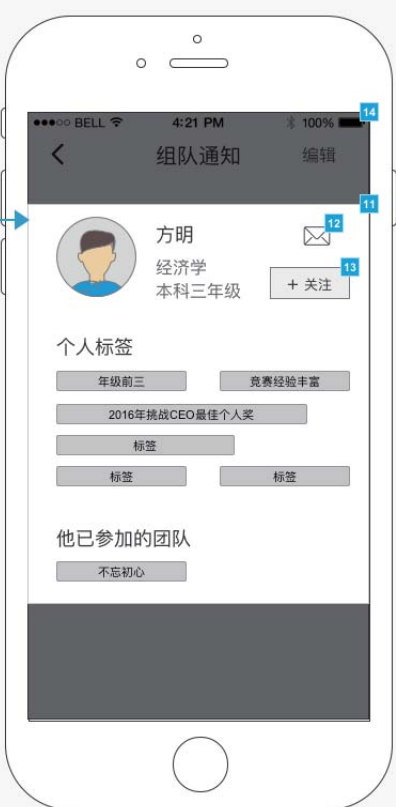 14
BELL 4:21 PM 100%
组队通知 编辑
11
方明 12
经济学 13
本科三年级 + 关注
个人标签
年级前三 竞赛经验丰富
2016年挑战CEO最佳个人奖
标签
标签 标签
他已参加的团队
不忘初心